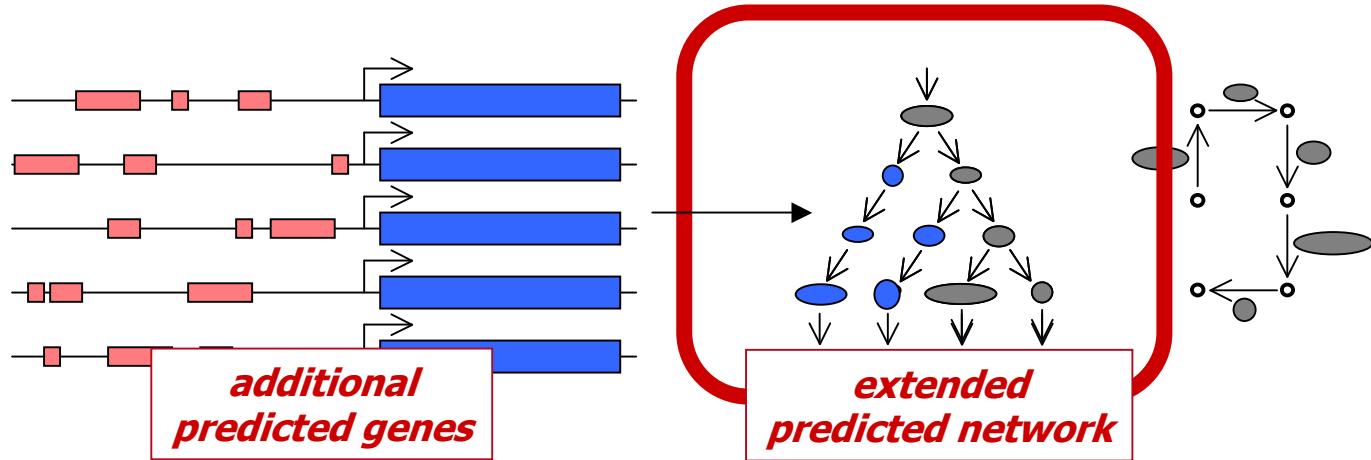 additional
predicted genes
extended
predicted network